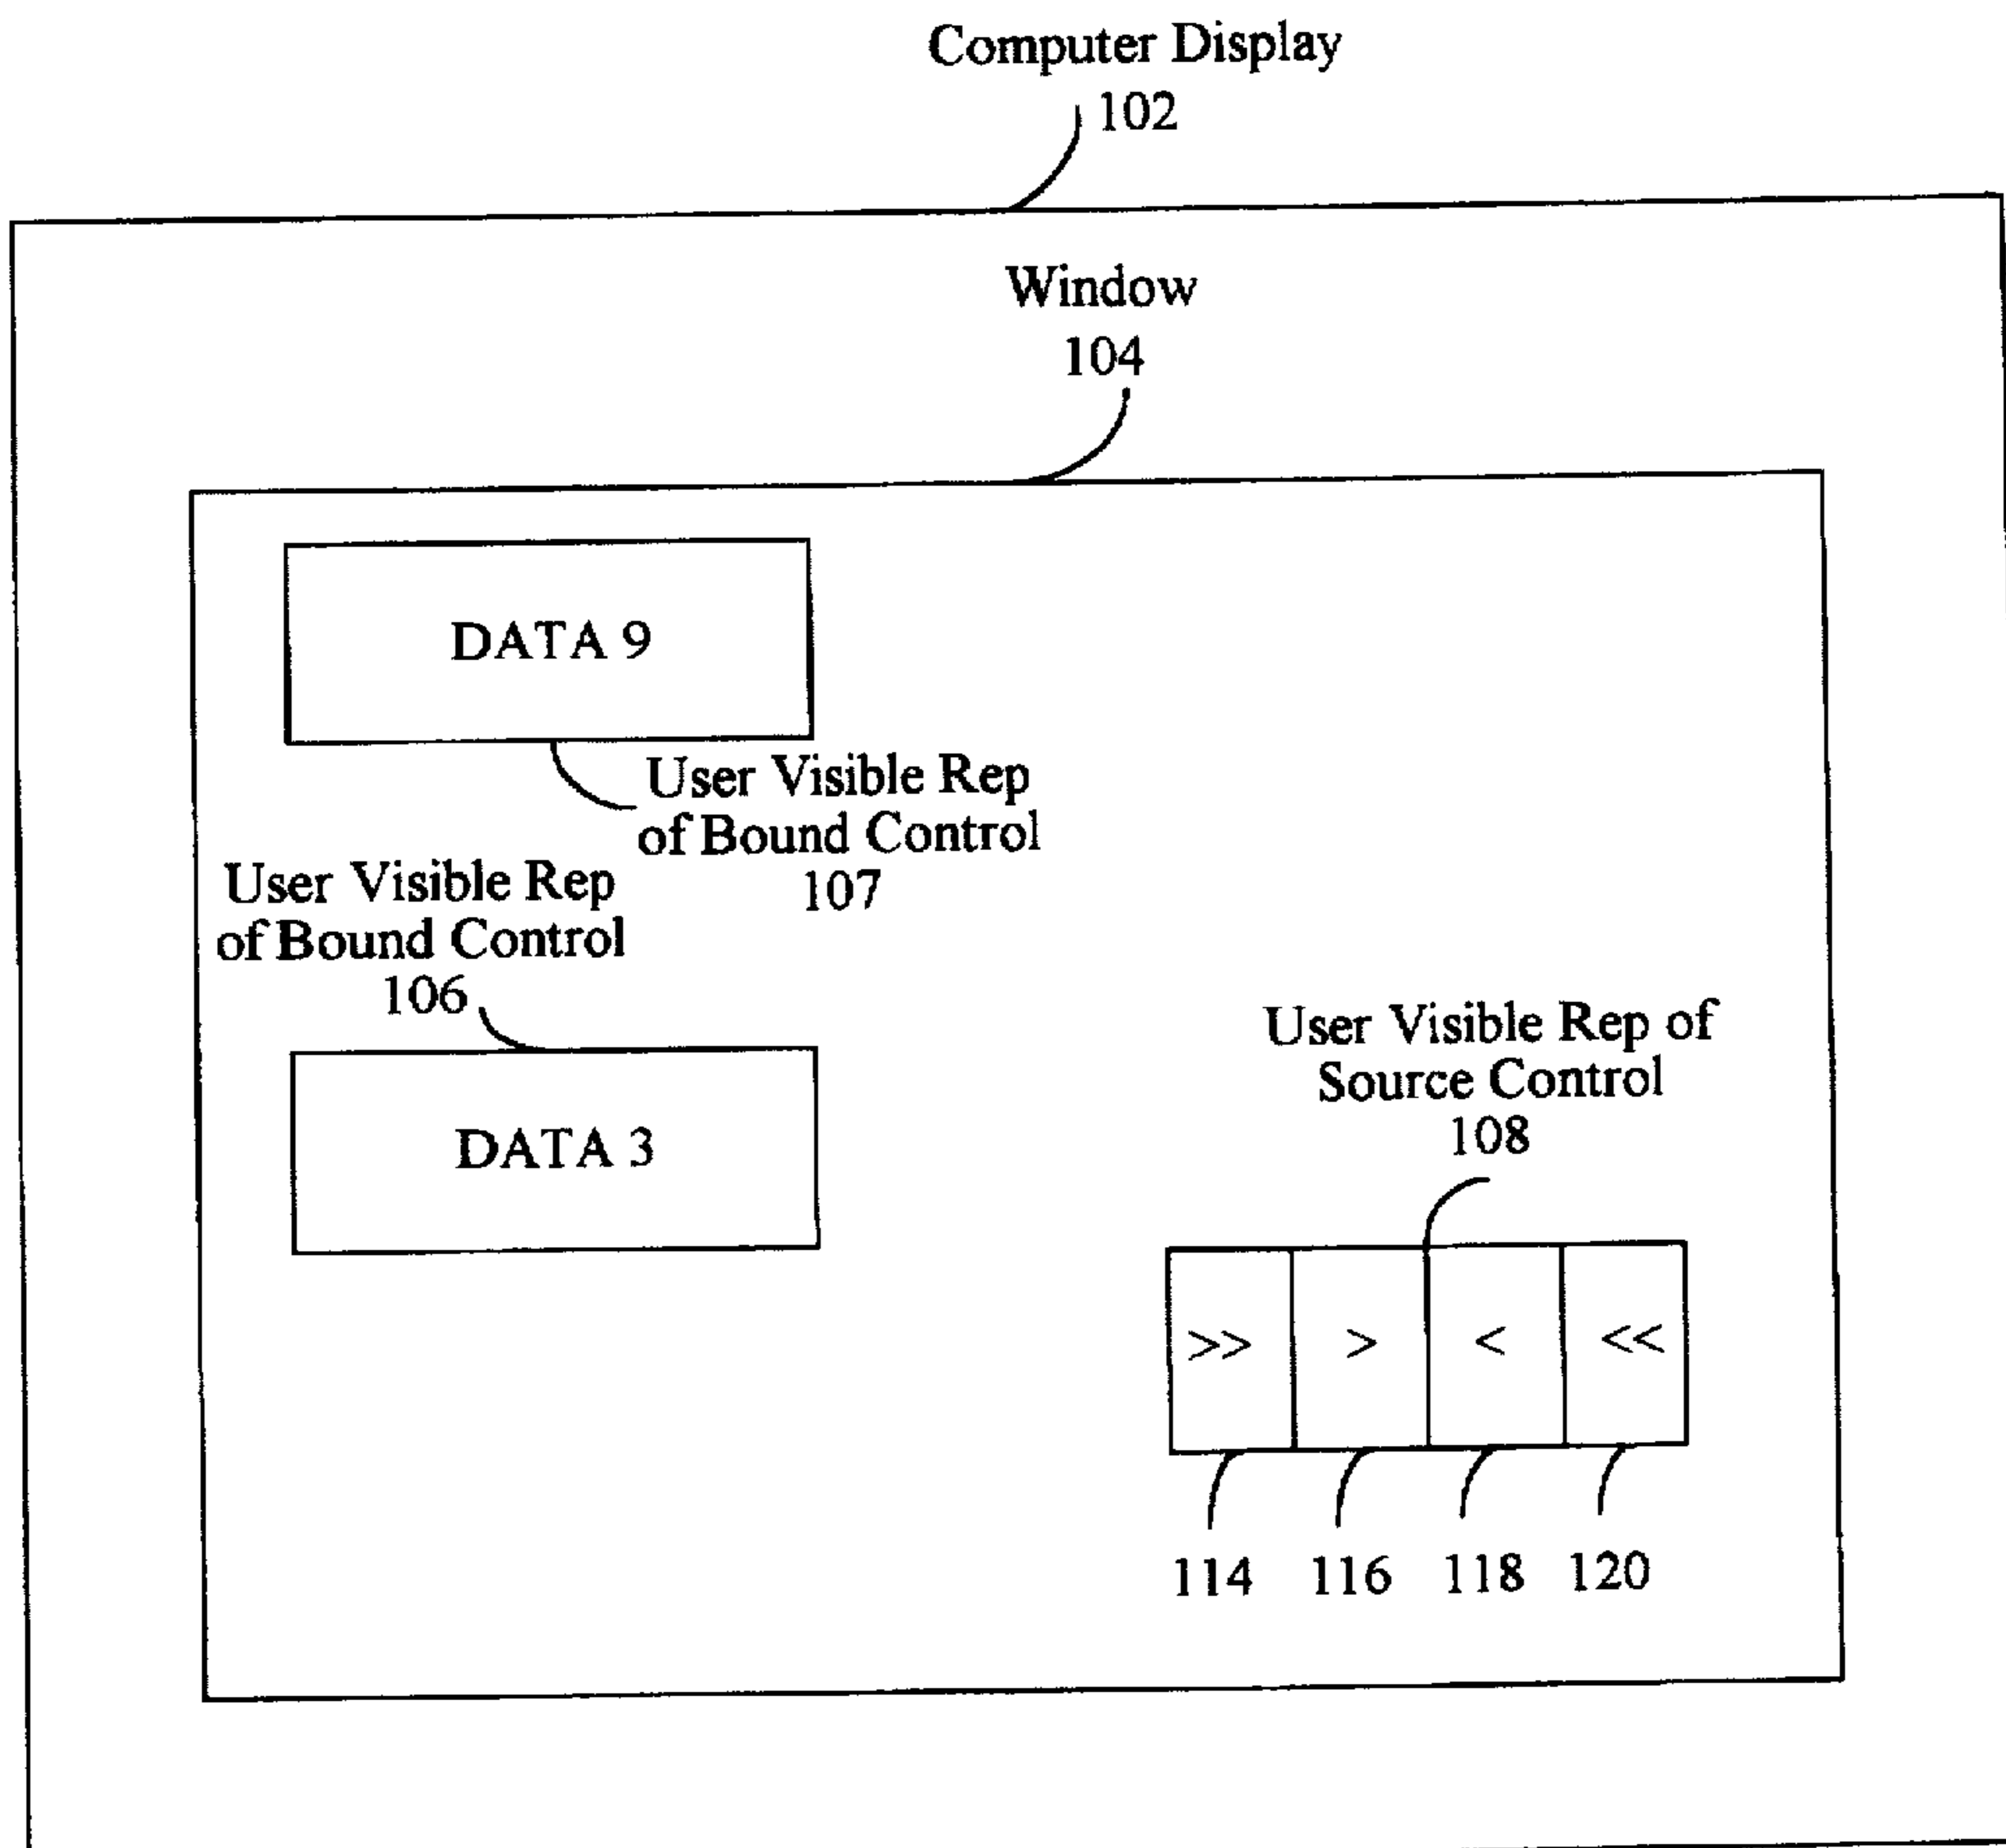 Computer Display
102
Window
104
DATA 9
User Visible Rep
of Bound Control
107
User Visible Rep
of Bound Control
106
DATA 3
User Visible Rep of
Source Control
108
>> > < <<
114 116 118 120